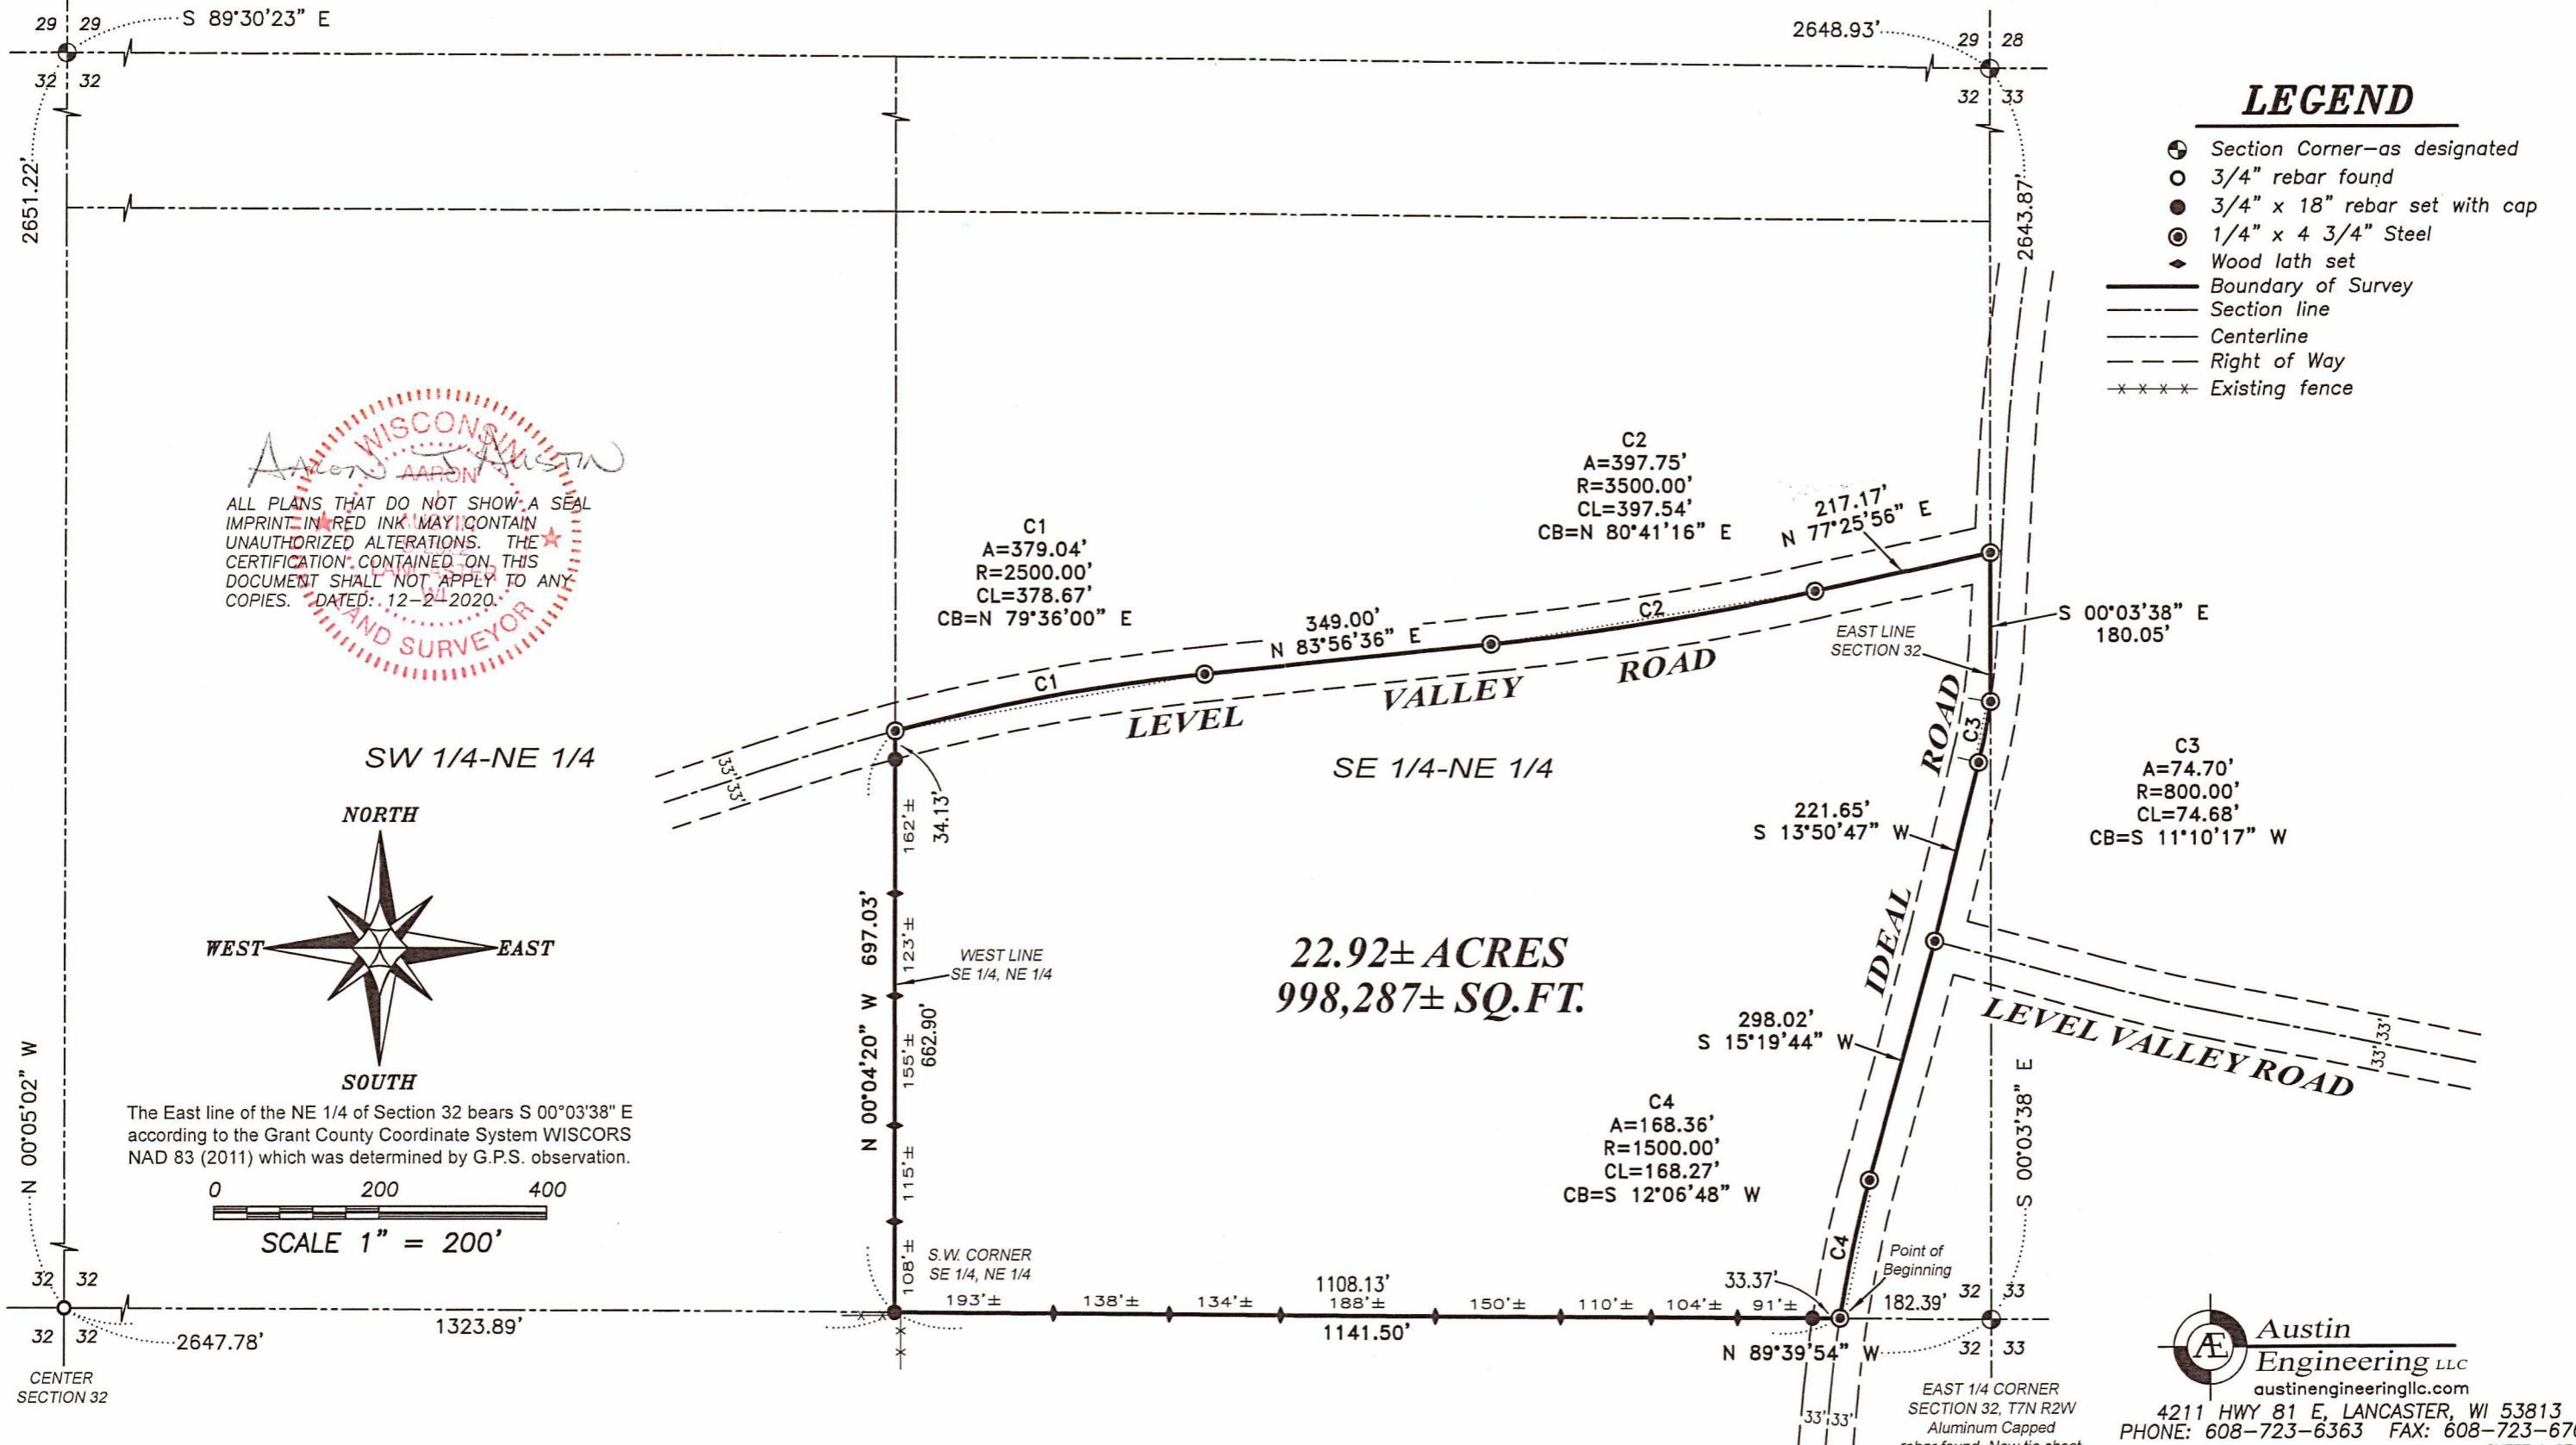 29 29
S 89°30'23" E
32 32
2648.93'
29 28
32 33
2651.22'
2643.87'
LEGEND
Section Corner-as designated
3/4" rebar found
3/4" x 18" rebar set with cap
1/4" x 4 3/4" Steel
Wood lath set
Boundary of Survey
Section line
Centerline
Right of Way
Existing fence
WISCONSIN
AARON
J
AUSTIN
LANCASTER
WI
LAND SURVEYOR
Aaron J Austin
ALL PLANS THAT DO NOT SHOW A SEAL
IMPRINT IN RED INK MAY CONTAIN
UNAUTHORIZED ALTERATIONS. THE
CERTIFICATION CONTAINED ON THIS
DOCUMENT SHALL NOT APPLY TO ANY
COPIES. DATED: 12-2-2020.
C1
A=379.04'
R=2500.00'
CL=378.67'
CB=N 79°36'00" E
C2
A=397.75'
R=3500.00'
CL=397.54'
CB=N 80°41'16" E
217.17'
N 77°25'56" E
349.00'
N 83°56'36" E
C1
C2
LEVEL VALLEY ROAD
EAST LINE
SECTION 32
S 00°03'38" E
180.05'
SW 1/4-NE 1/4
SE 1/4-NE 1/4
33' 33'
34.13'
162'±
IDEAL ROAD
C3
C3
A=74.70'
R=800.00'
CL=74.68'
CB=S 11°10'17" W
221.65'
S 13°50'47" W
NORTH
WEST
EAST
SOUTH
N 00°04'20" W 697.03'
123'±
WEST LINE
SE 1/4, NE 1/4
155'±
662.90'
115'±
108'±
22.92± ACRES
998,287± SQ.FT.
298.02'
S 15°19'44" W
LEVEL VALLEY ROAD
33' 33'
C4
A=168.36'
R=1500.00'
CL=168.27'
CB=S 12°06'48" W
S 00°03'38" E
N 00°05'02" W
The East line of the NE 1/4 of Section 32 bears S 00°03'38" E
according to the Grant County Coordinate System WISCORS
NAD 83 (2011) which was determined by G.P.S. observation.
0 200 400
SCALE 1" = 200'
S.W. CORNER
SE 1/4, NE 1/4
C4
Point of
Beginning
32 32
32 32
2647.78'
1323.89'
1108.13'
193'± 138'± 134'± 188'± 150'± 110'± 104'± 91'±
1141.50'
33.37'
182.39'
32 33
32 33
N 89°39'54" W
CENTER
SECTION 32
33' 33'
EAST 1/4 CORNER
SECTION 32, T7N R2W
Aluminum Capped
AE
Austin
Engineering LLC
austinengineeringllc.com
4211 HWY 81 E, LANCASTER, WI 53813
PHONE: 608-723-6363 FAX: 608-723-67